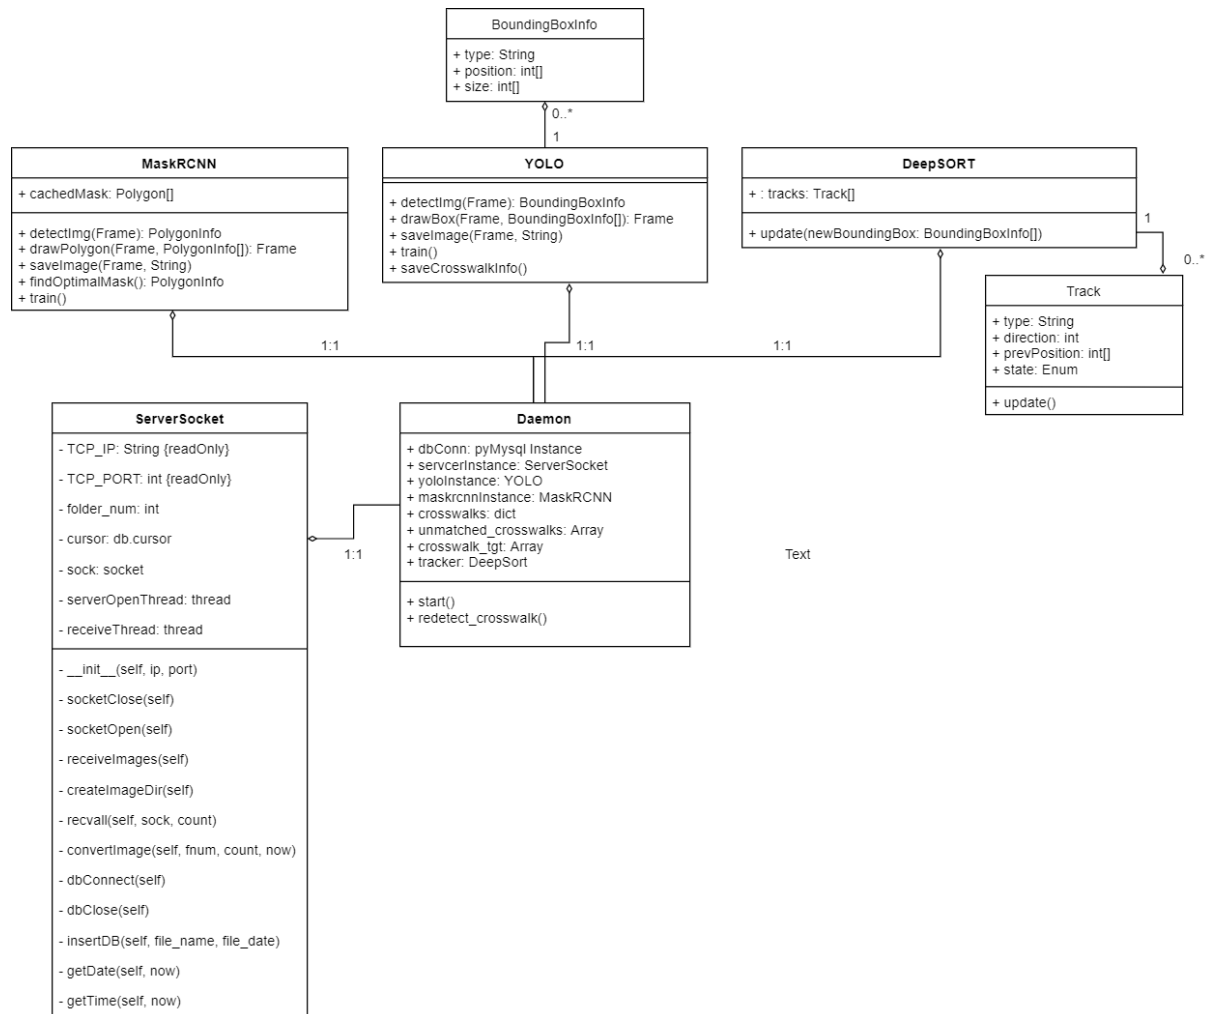 BoundingBoxInfo
+ type: String
+ position: int[]
+ size: int[]
0..*
1
MaskRCNN
+ cachedMask: Polygon[]
+ detectImg(Frame): PolygonInfo
+ drawPolygon(Frame, PolygonInfo[]): Frame
+ saveImage(Frame, String)
+ findOptimalMask(): PolygonInfo
+ train()
YOLO
+ detectImg(Frame): BoundingBoxInfo
+ drawBox(Frame, BoundingBoxInfo[]): Frame
+ saveImage(Frame, String)
+ train()
+ saveCrosswalkInfo()
DeepSORT
+ : tracks: Track[]
+ update(newBoundingBox: BoundingBoxInfo[])
1
0..*
Track
+ type: String
+ direction: int
+ prevPosition: int[]
+ state: Enum
+ update()
1:1
1:1
1:1
ServerSocket
- TCP_IP: String {readOnly}
- TCP_PORT: int {readOnly}
- folder_num: int
- cursor: db.cursor
- sock: socket
- serverOpenThread: thread
- receiveThread: thread
- __init__(self, ip, port)
- socketClose(self)
- socketOpen(self)
- receiveImages(self)
- createImageDir(self)
- recvall(self, sock, count)
- convertImage(self, fnum, count, now)
- dbConnect(self)
- dbClose(self)
- insertDB(self, file_name, file_date)
- getDate(self, now)
- getTime(self, now)
1:1
Daemon
+ dbConn: pyMysql Instance
+ servcerInstance: ServerSocket
+ yoloInstance: YOLO
+ maskrcnnInstance: MaskRCNN
+ crosswalks: dict
+ unmatched_crosswalks: Array
+ crosswalk_tgt: Array
+ tracker: DeepSort
+ start()
+ redetect_crosswalk()
Text